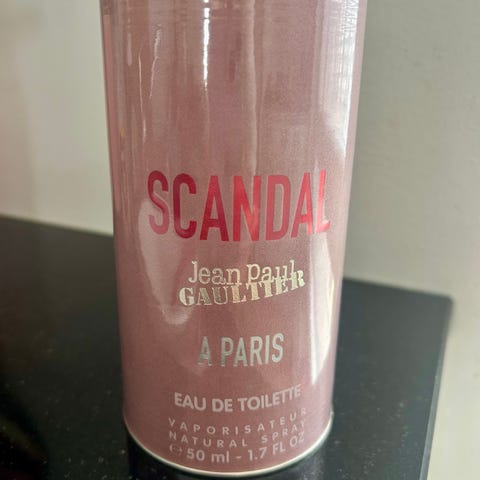 SCANDAL
Jean Paul
GAULTIER
A PARIS
EAU DE TOILETTE
VAPORISATEUR
NATURAL SPRAY
℮ 50 ml - 1.7 FL OZ